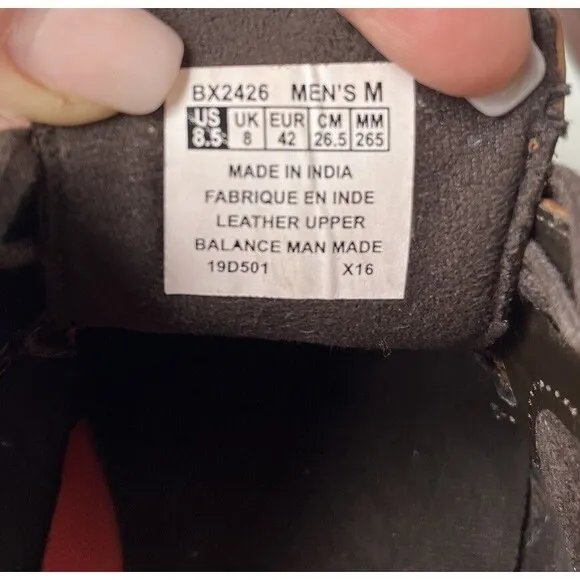 BX2426 MEN'S M
US UK EUR CM MM
8.5 8 42 26.5 265
MADE IN INDIA
FABRIQUE EN INDE
LEATHER UPPER
BALANCE MAN MADE
19D501 X16